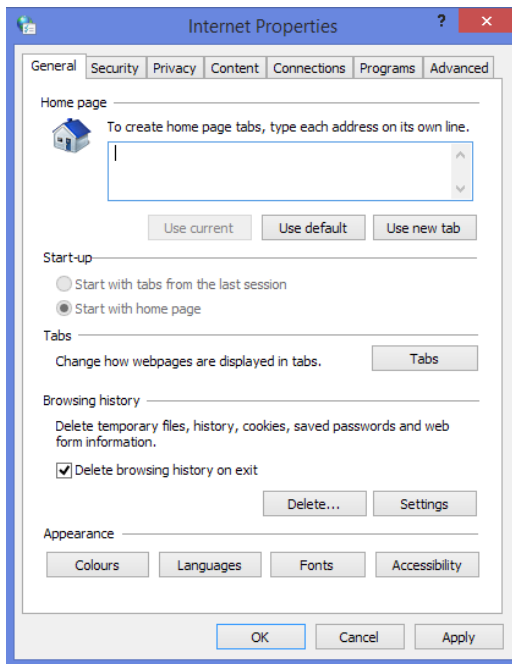 Internet Properties
? ×
General Security Privacy Content Connections Programs Advanced
Home page
To create home page tabs, type each address on its own line.
Use current Use default Use new tab
Start-up
Start with tabs from the last session
Start with home page
Tabs
Change how webpages are displayed in tabs.
Tabs
Browsing history
Delete temporary files, history, cookies, saved passwords and web
form information.
Delete browsing history on exit
Delete... Settings
Appearance
Colours Languages Fonts Accessibility
OK Cancel Apply